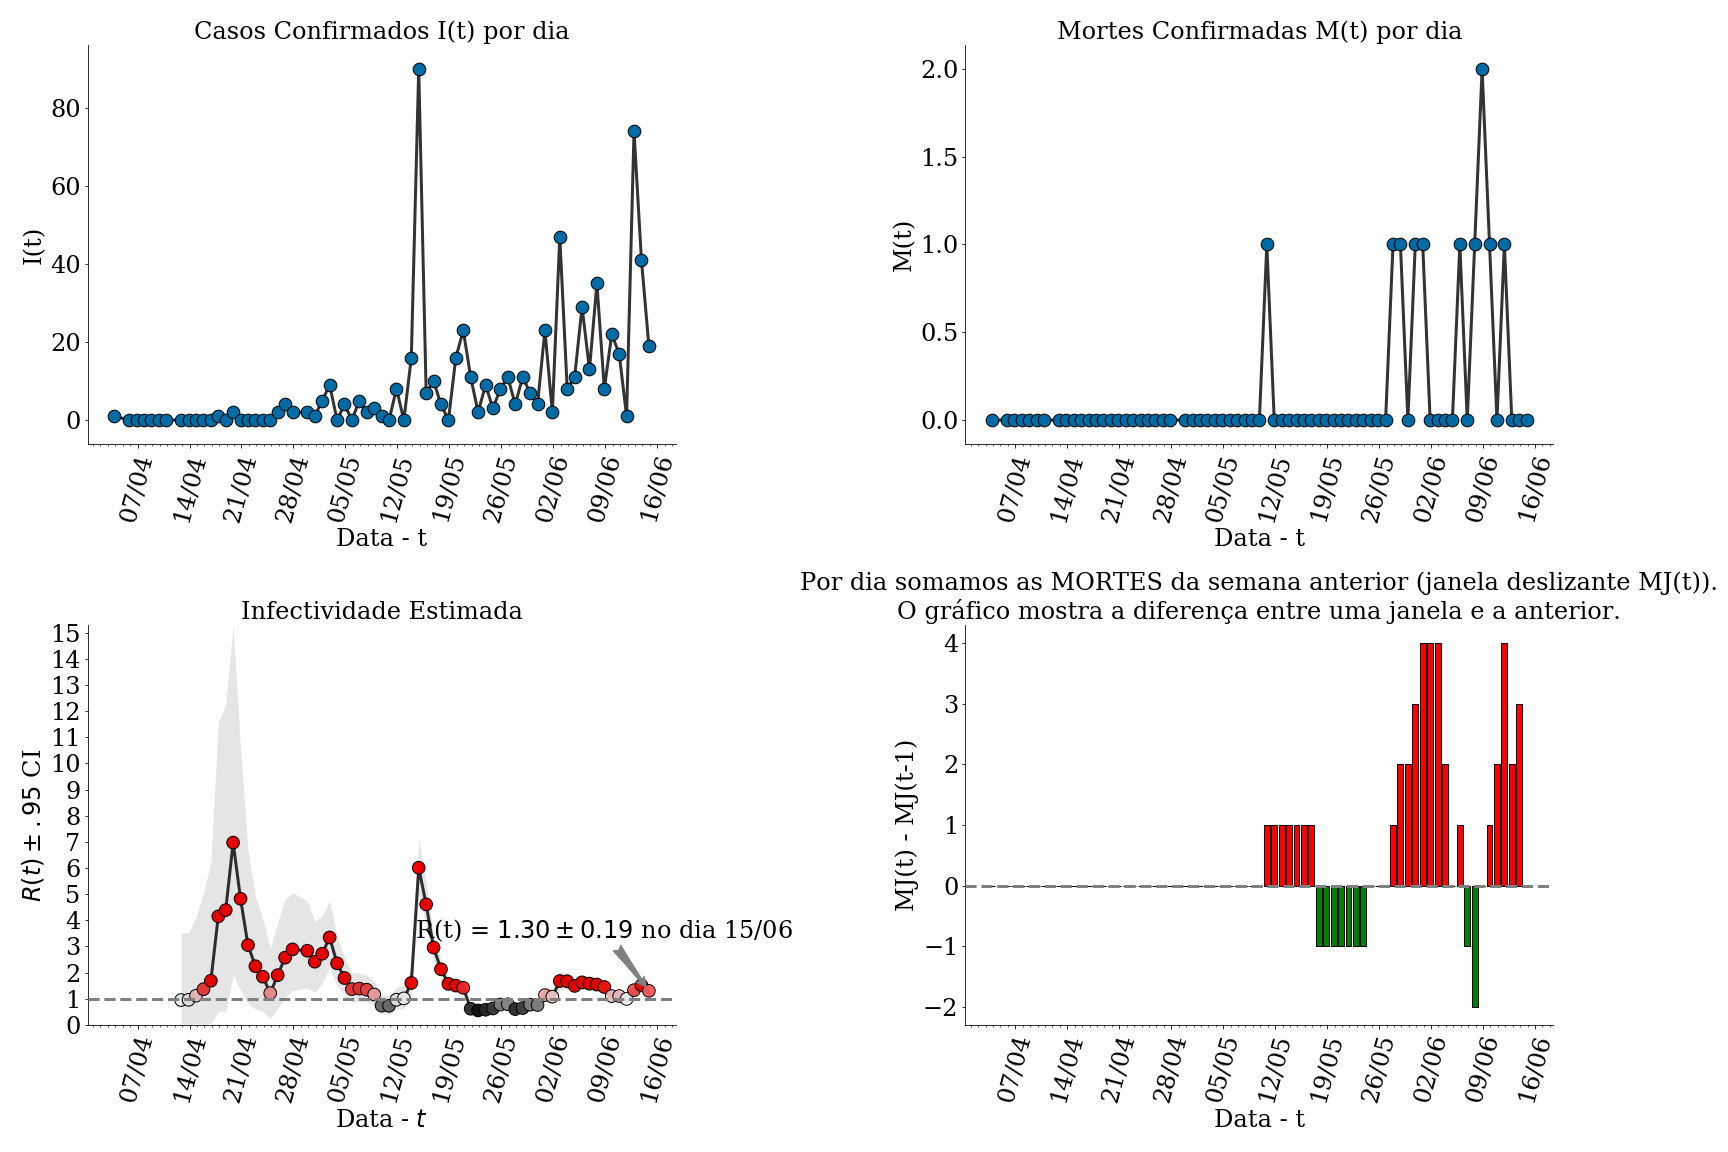 Casos Confirmados I(t) por dia
I(t)
80
60
40
20
0
07/04 14/04 21/04 28/04 05/05 12/05 19/05 26/05 02/06 09/06 16/06
Data - t
Mortes Confirmadas M(t) por dia
M(t)
2.0
1.5
1.0
0.5
0.0
07/04 14/04 21/04 28/04 05/05 12/05 19/05 26/05 02/06 09/06 16/06
Data - t
Infectividade Estimada
R(t) ± .95 CI
15
14
13
12
11
10
9
8
7
6
5
4
3
2
1
0
R(t) = 1.30 ± 0.19 no dia 15/06
07/04 14/04 21/04 28/04 05/05 12/05 19/05 26/05 02/06 09/06 16/06
Data - t
Por dia somamos as MORTES da semana anterior (janela deslizante MJ(t)).
O gráfico mostra a diferença entre uma janela e a anterior.
MJ(t) - MJ(t-1)
4
3
2
1
0
−1
−2
07/04 14/04 21/04 28/04 05/05 12/05 19/05 26/05 02/06 09/06 16/06
Data - t